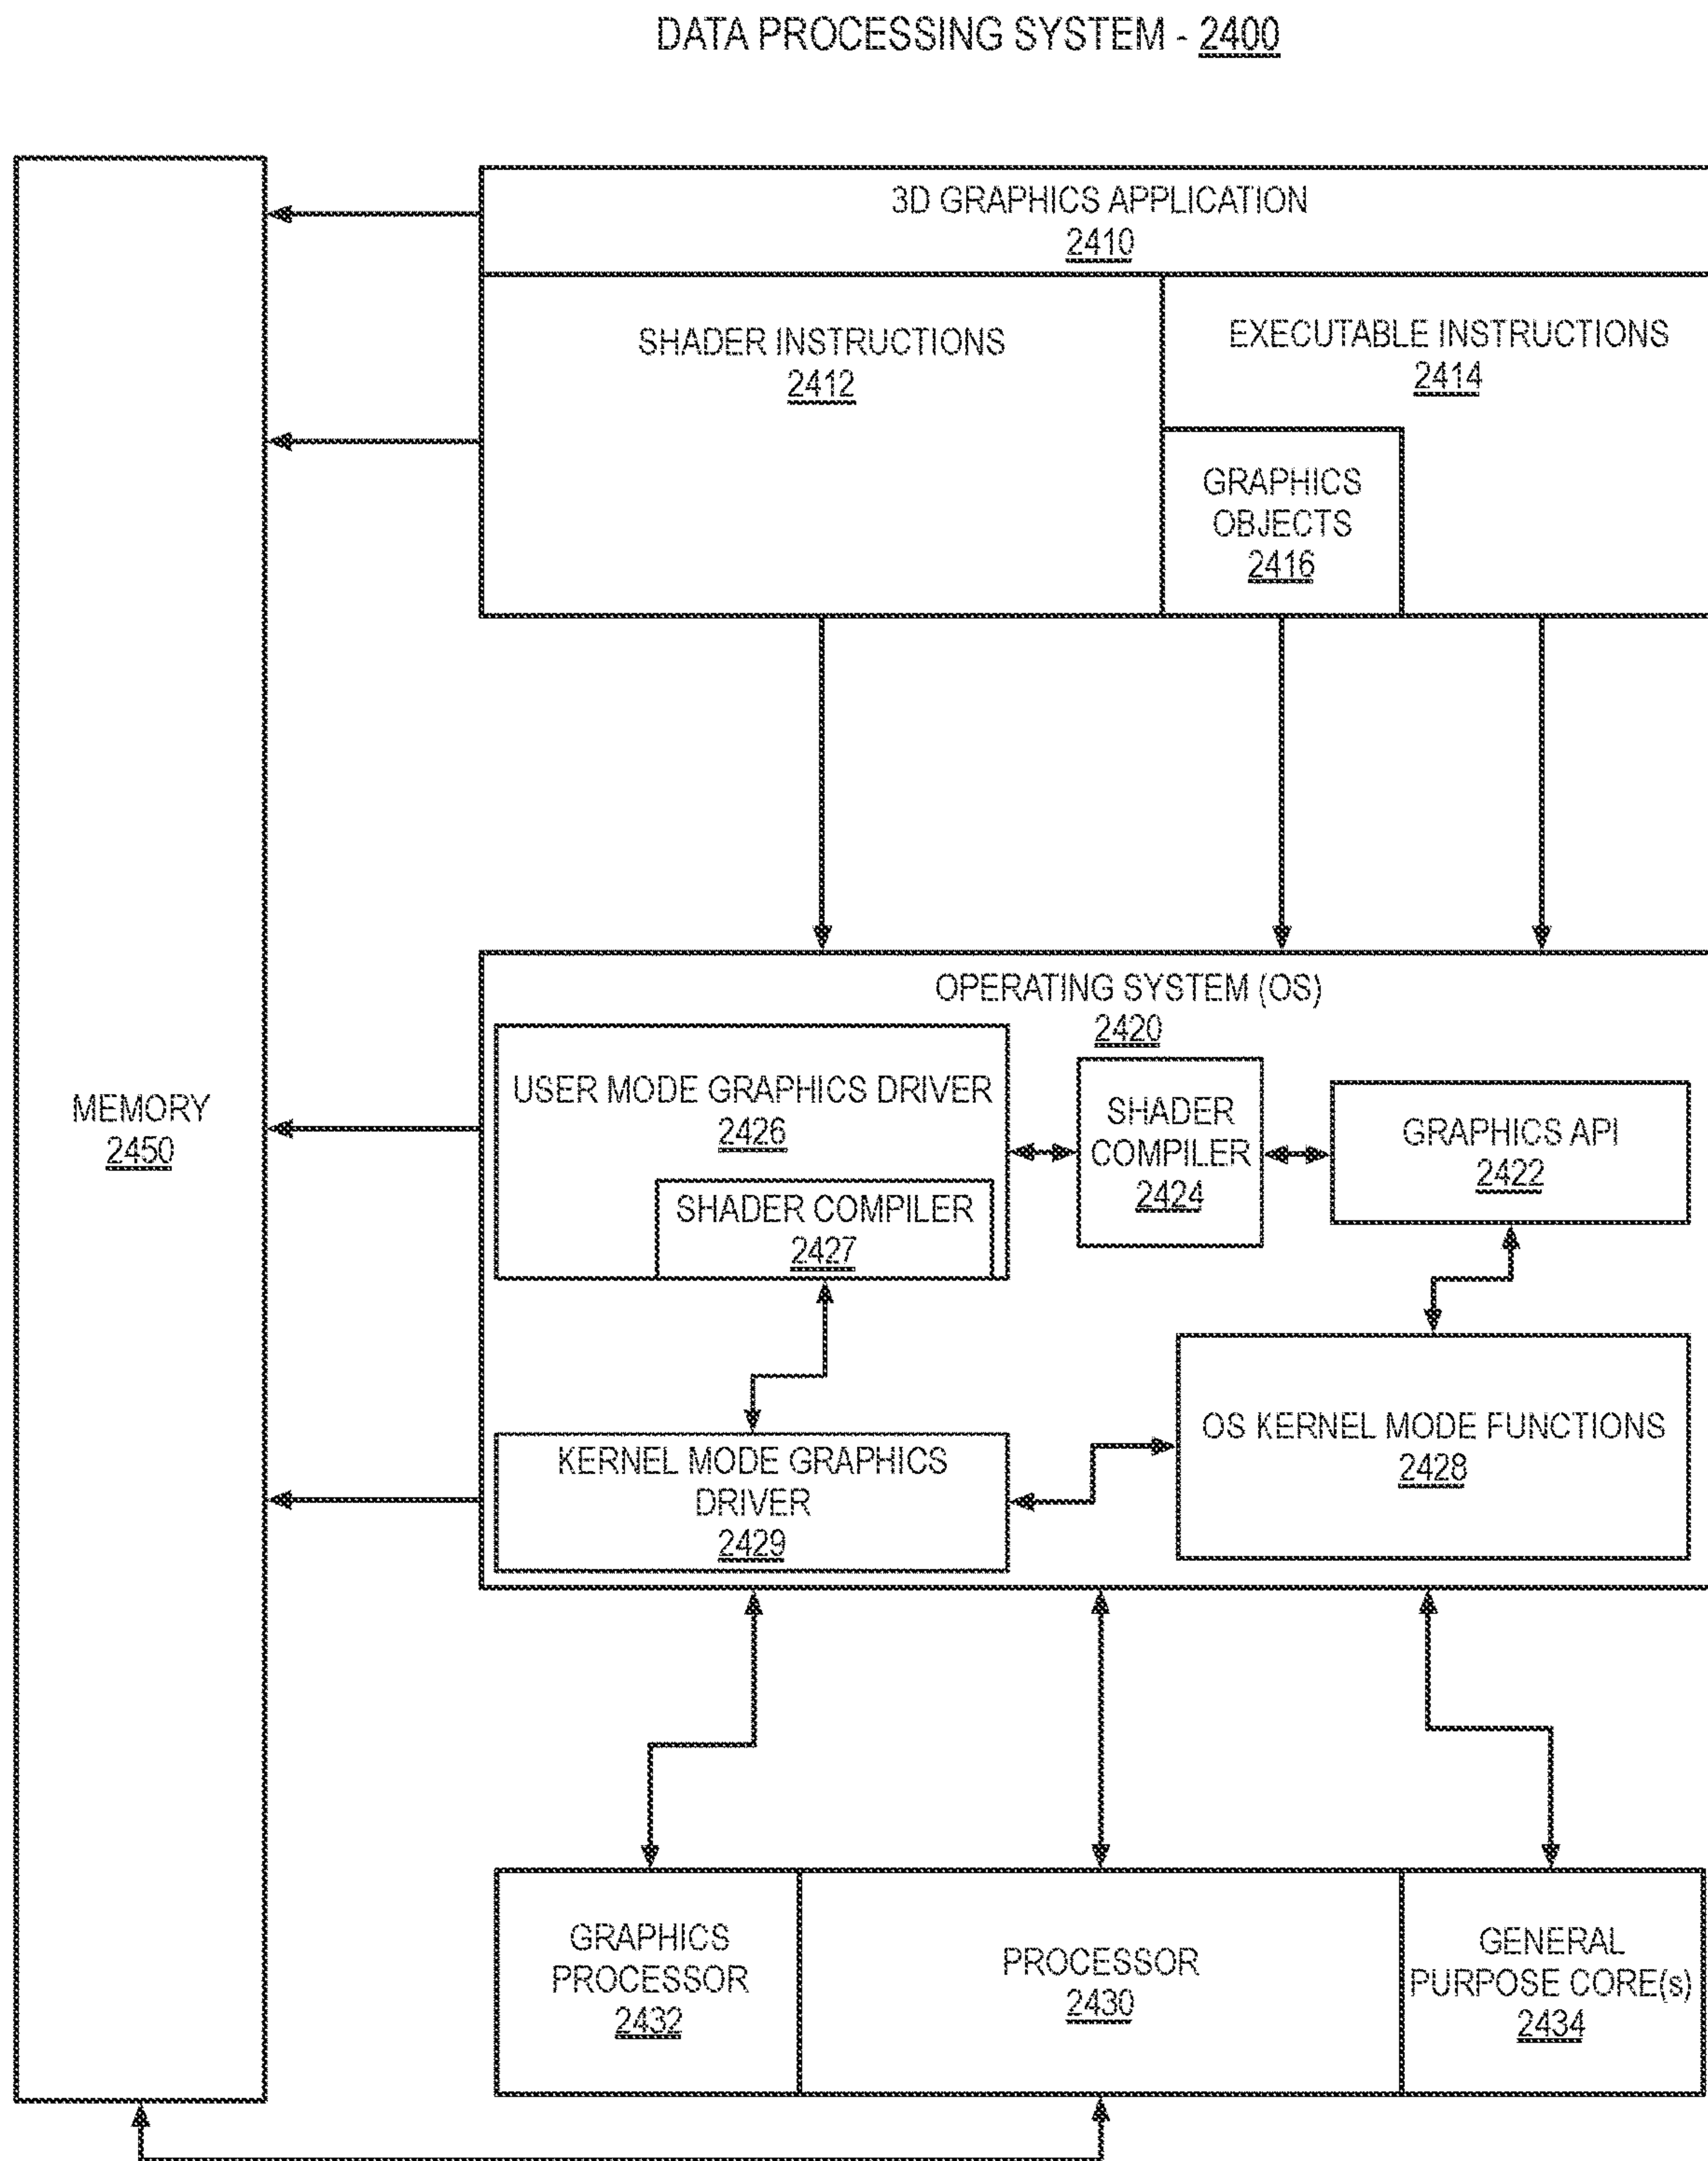 DATA PROCESSING SYSTEM - 2400
3D GRAPHICS APPLICATION
2410
SHADER INSTRUCTIONS
2412
EXECUTABLE INSTRUCTIONS
2414
GRAPHICS
OBJECTS
2416
OPERATING SYSTEM (OS)
2420
USER MODE GRAPHICS DRIVER
2426
SHADER COMPILER
2427
SHADER
COMPILER
2424
GRAPHICS API
2422
MEMORY
2450
KERNEL MODE GRAPHICS
DRIVER
2429
OS KERNEL MODE FUNCTIONS
2428
GRAPHICS
PROCESSOR
2432
PROCESSOR
2430
GENERAL
PURPOSE CORE(s)
2434